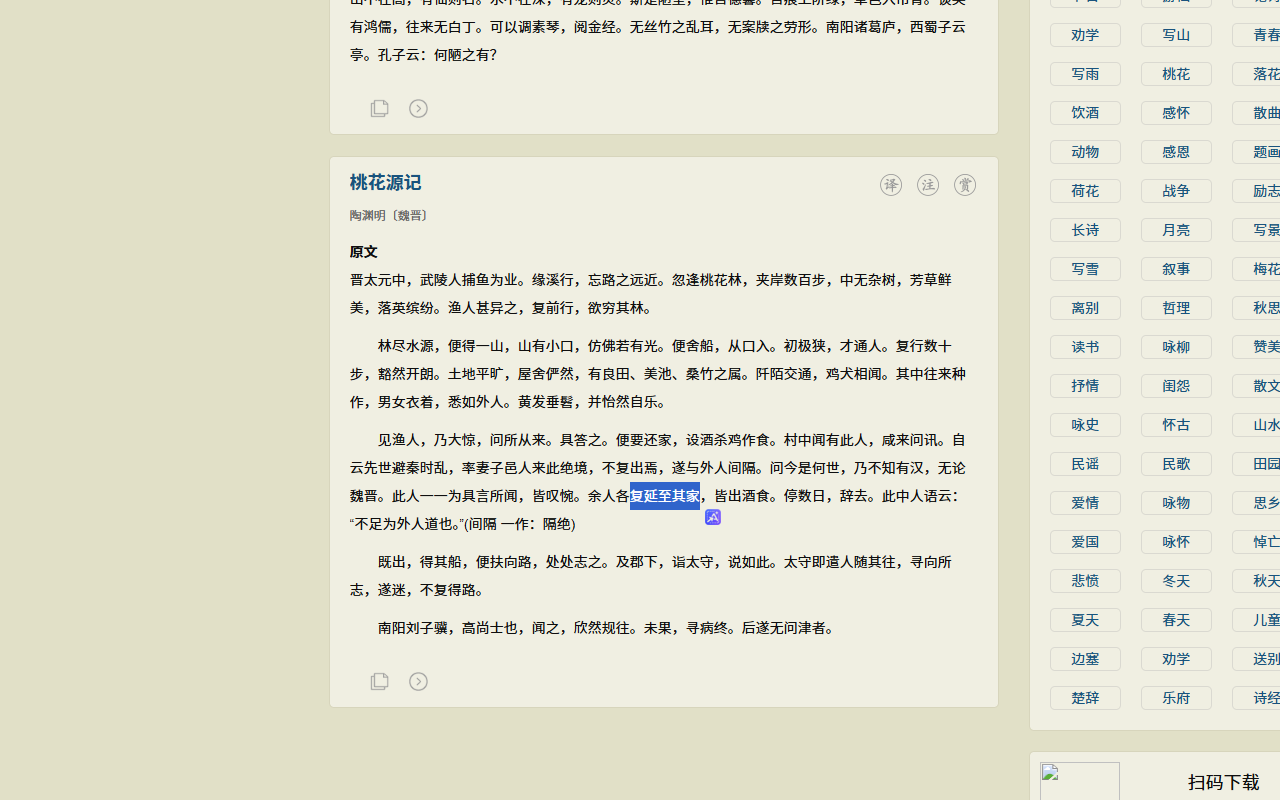 有鸿儒，往来无白丁。可以调素琴，阅金经。无丝竹之乱耳，无案牍之劳形。南阳诸葛庐，西蜀子云
亭。孔子云：何陋之有？
桃花源记
译 注 赏
陶渊明〔魏晋〕
原文
晋太元中，武陵人捕鱼为业。缘溪行，忘路之远近。忽逢桃花林，夹岸数百步，中无杂树，芳草鲜
美，落英缤纷。渔人甚异之，复前行，欲穷其林。
林尽水源，便得一山，山有小口，仿佛若有光。便舍船，从口入。初极狭，才通人。复行数十
步，豁然开朗。土地平旷，屋舍俨然，有良田、美池、桑竹之属。阡陌交通，鸡犬相闻。其中往来种
作，男女衣着，悉如外人。黄发垂髫，并怡然自乐。
见渔人，乃大惊，问所从来。具答之。便要还家，设酒杀鸡作食。村中闻有此人，咸来问讯。自
云先世避秦时乱，率妻子邑人来此绝境，不复出焉，遂与外人间隔。问今是何世，乃不知有汉，无论
魏晋。此人一一为具言所闻，皆叹惋。余人各复延至其家，皆出酒食。停数日，辞去。此中人语云：
“不足为外人道也。”(间隔 一作：隔绝)
既出，得其船，便扶向路，处处志之。及郡下，诣太守，说如此。太守即遣人随其往，寻向所
志，遂迷，不复得路。
南阳刘子骥，高尚士也，闻之，欣然规往。未果，寻病终。后遂无问津者。
劝学 写山 青春
写雨 桃花 落花
饮酒 感怀 散曲
动物 感恩 题画
荷花 战争 励志
长诗 月亮 写景
写雪 叙事 梅花
离别 哲理 秋思
读书 咏柳 赞美
抒情 闺怨 散文
咏史 怀古 山水
民谣 民歌 田园
爱情 咏物 思乡
爱国 咏怀 悼亡
悲愤 冬天 秋天
夏天 春天 儿童
边塞 劝学 送别
楚辞 乐府 诗经
扫码下载